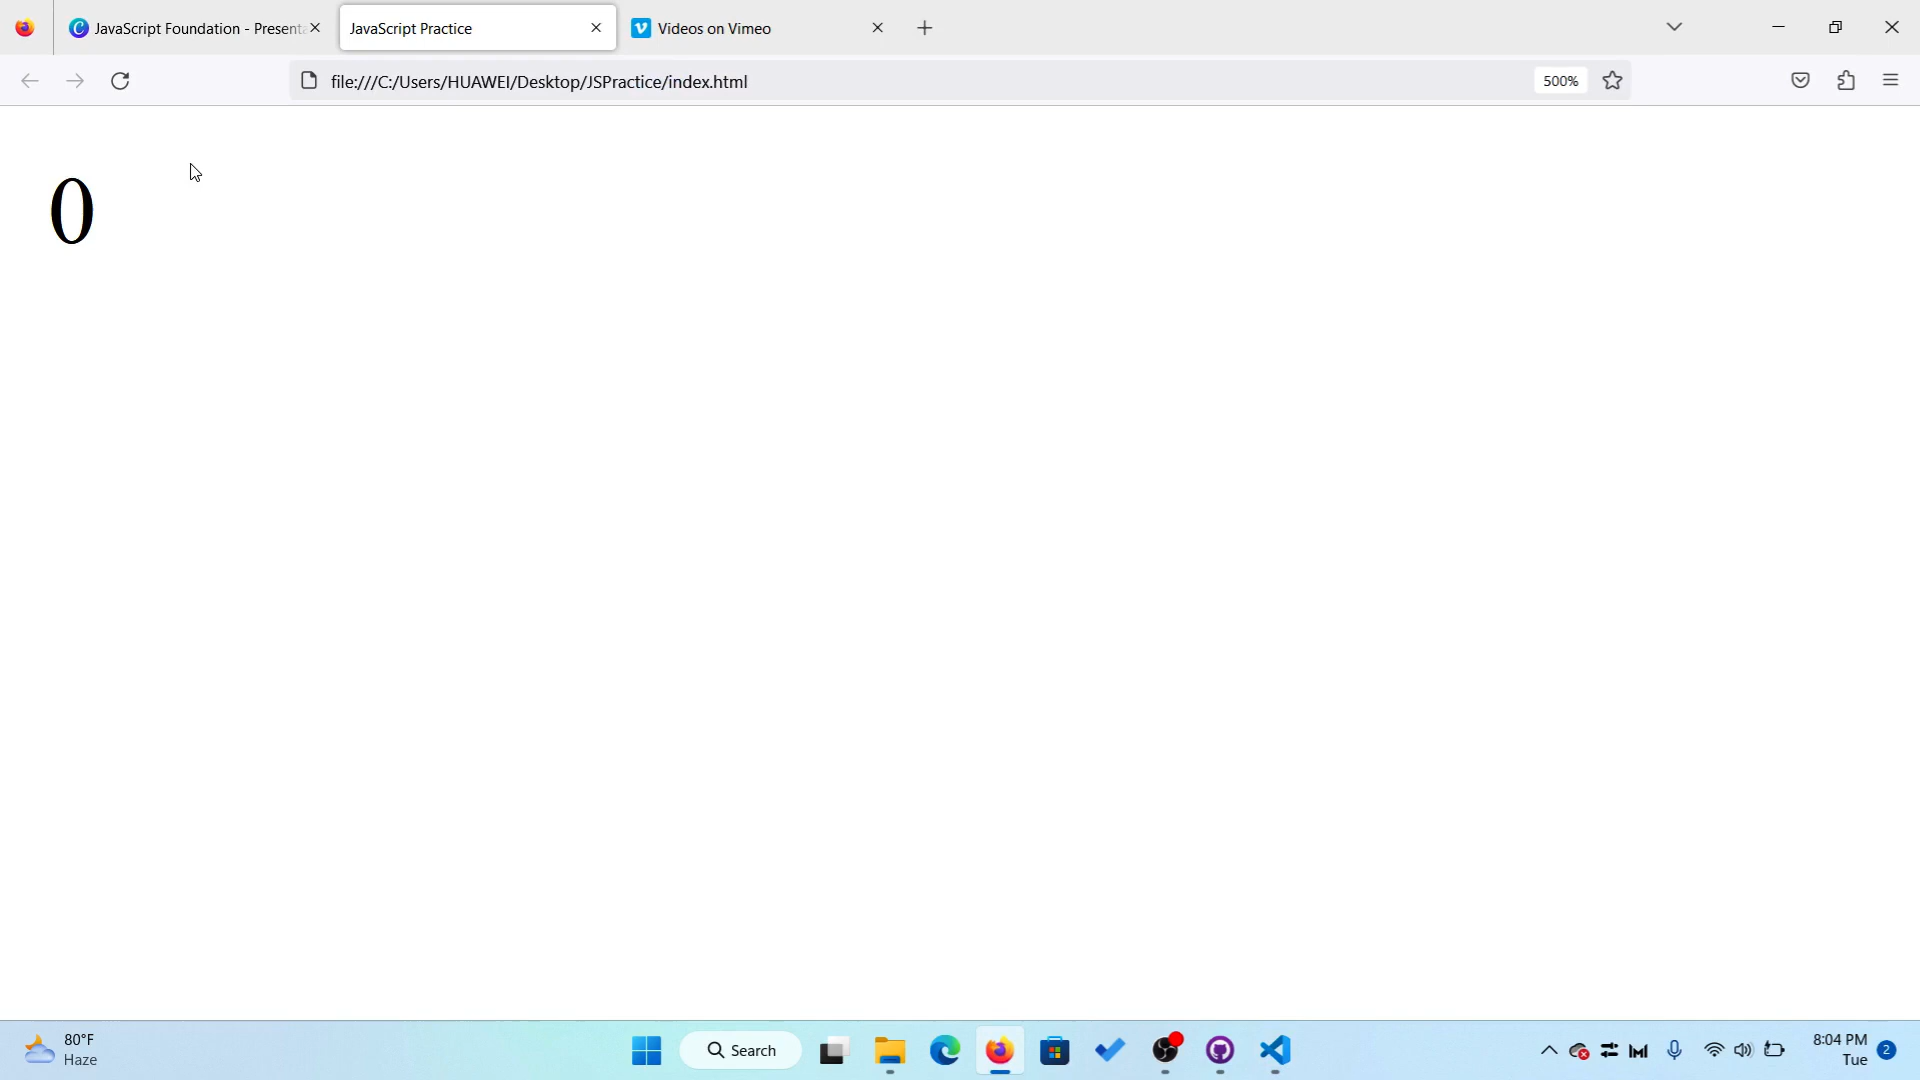 JavaScript Foundation - Present
JavaScript Practice
Videos on Vimeo
file:///C:/Users/HUAWEI/Desktop/JSPractice/index.html
500%
0
80°F
Haze
Search
8:04 PM
Tue
2